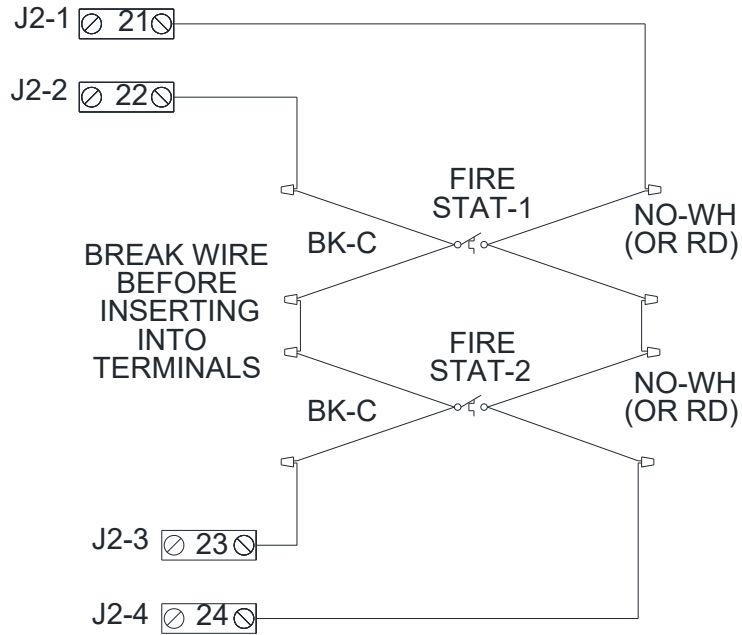 J2-1 21
J2-2 22
FIRE
STAT-1
BK-C
NO-WH
(OR RD)
BREAK WIRE
BEFORE
INSERTING
INTO
TERMINALS
FIRE
STAT-2
BK-C
NO-WH
(OR RD)
J2-3 23
J2-4 24